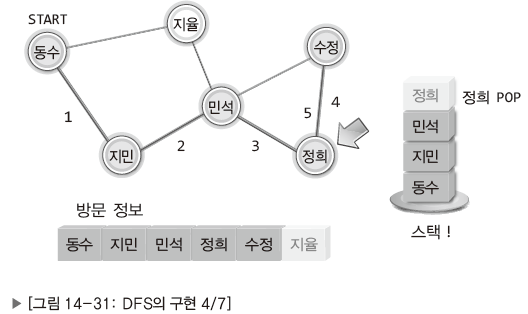 START
동수
지율
수정
민석
지민
정희
1
2
3
5
4
정희
정희 POP
민석
지민
동수
스택 !
방문 정보
동수 지민 민석 정희 수정 지율
▶ [그림 14-31: DFS의 구현 4/7]